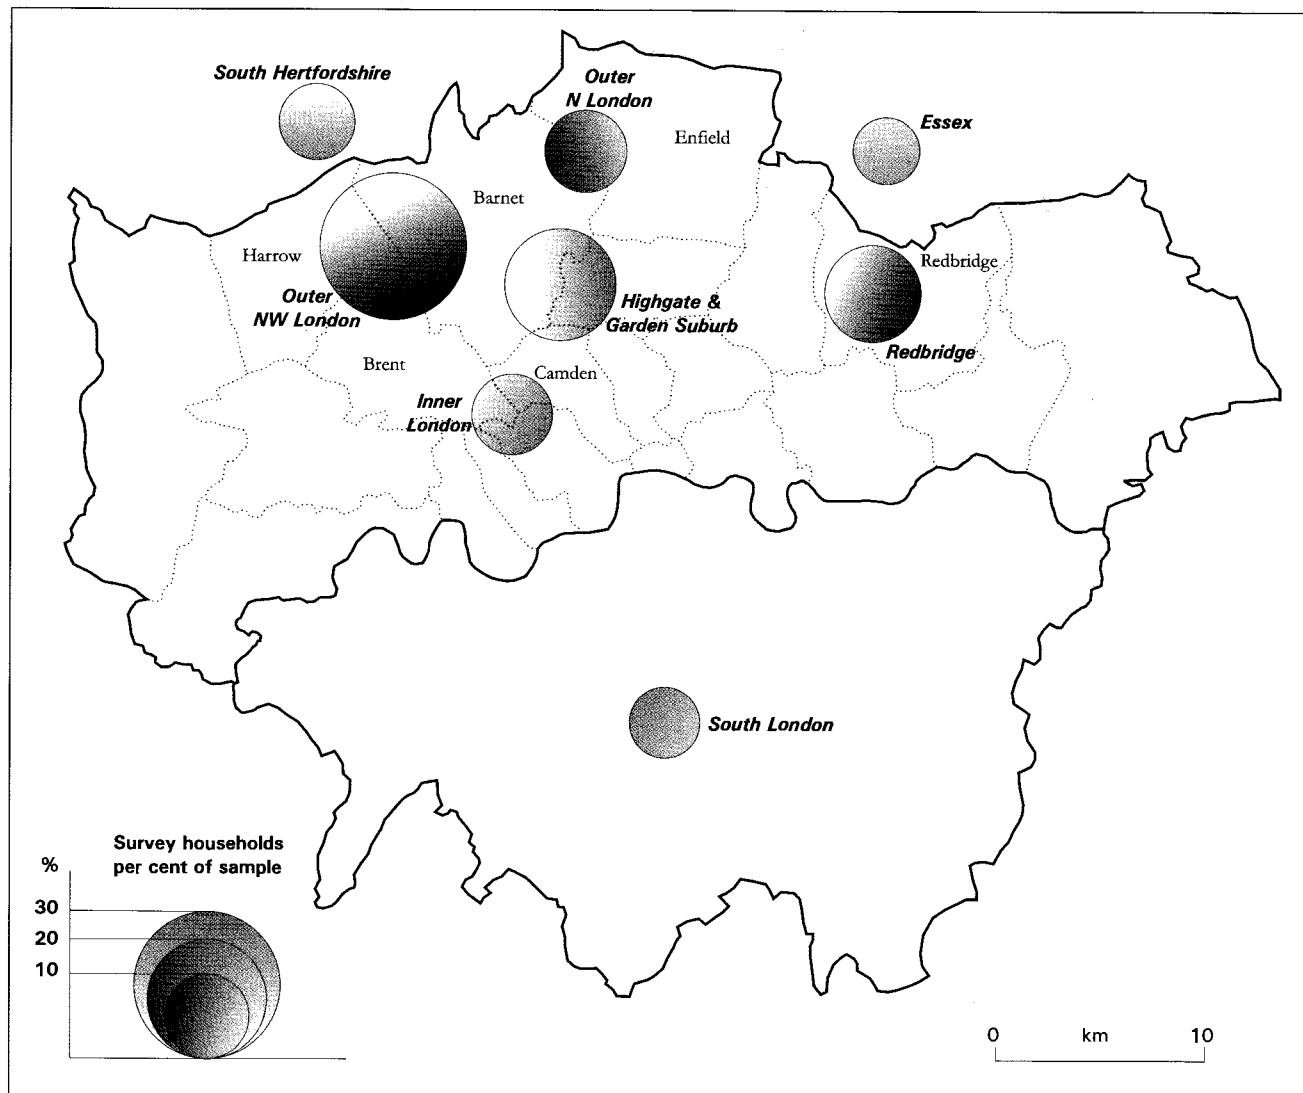 South Hertfordshire
Outer
N London
Enfield
Essex
Barnet
Harrow
Redbridge
Outer
NW London
Highgate &
Garden Suburb
Redbridge
Brent
Camden
Inner
London
South London
Survey households
per cent of sample
%
30
20
10
0 km 10